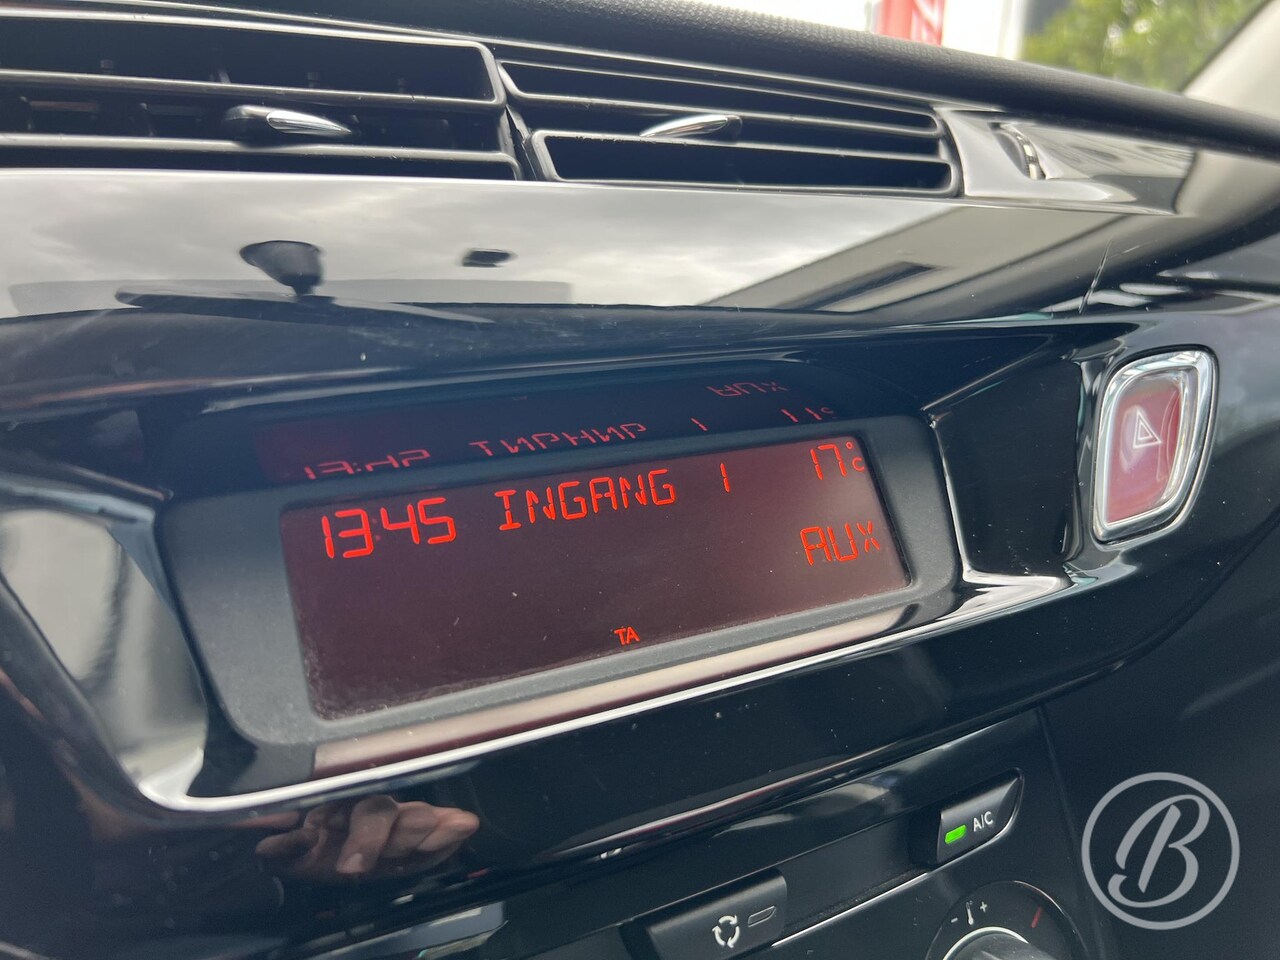 13:45 INGANG 1 17°C
AUX
TA
A/C
- +
B